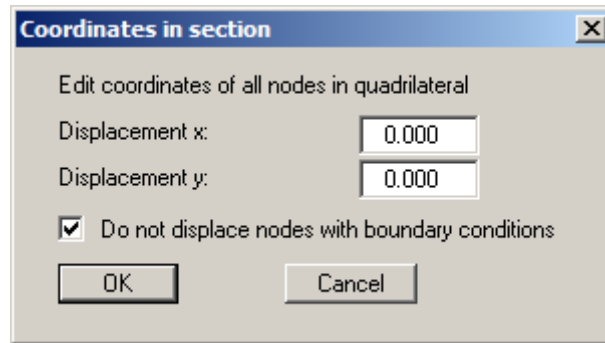 Coordinates in section
Edit coordinates of all nodes in quadrilateral
Displacement x: 0.000
Displacement y: 0.000
Do not displace nodes with boundary conditions
OK Cancel